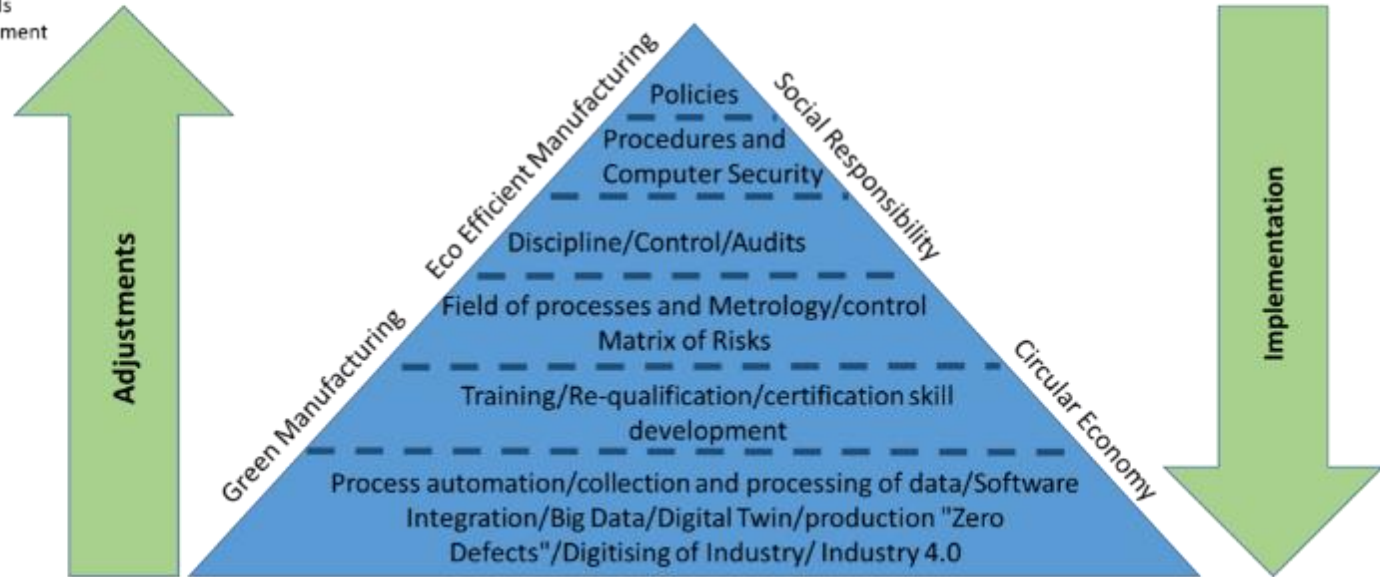 ls
ment
Adjustments
Green Manufacturing
Eco Efficient Manufacturing
Policies
Procedures and
Computer Security
Discipline/Control/Audits
Field of processes and Metrology/control
Matrix of Risks
Training/Re-qualification/certification skill
development
Process automation/collection and processing of data/Software
Integration/Big Data/Digital Twin/production "Zero
Defects"/Digitising of Industry/ Industry 4.0
Social Responsibility
Circular Economy
Implementation